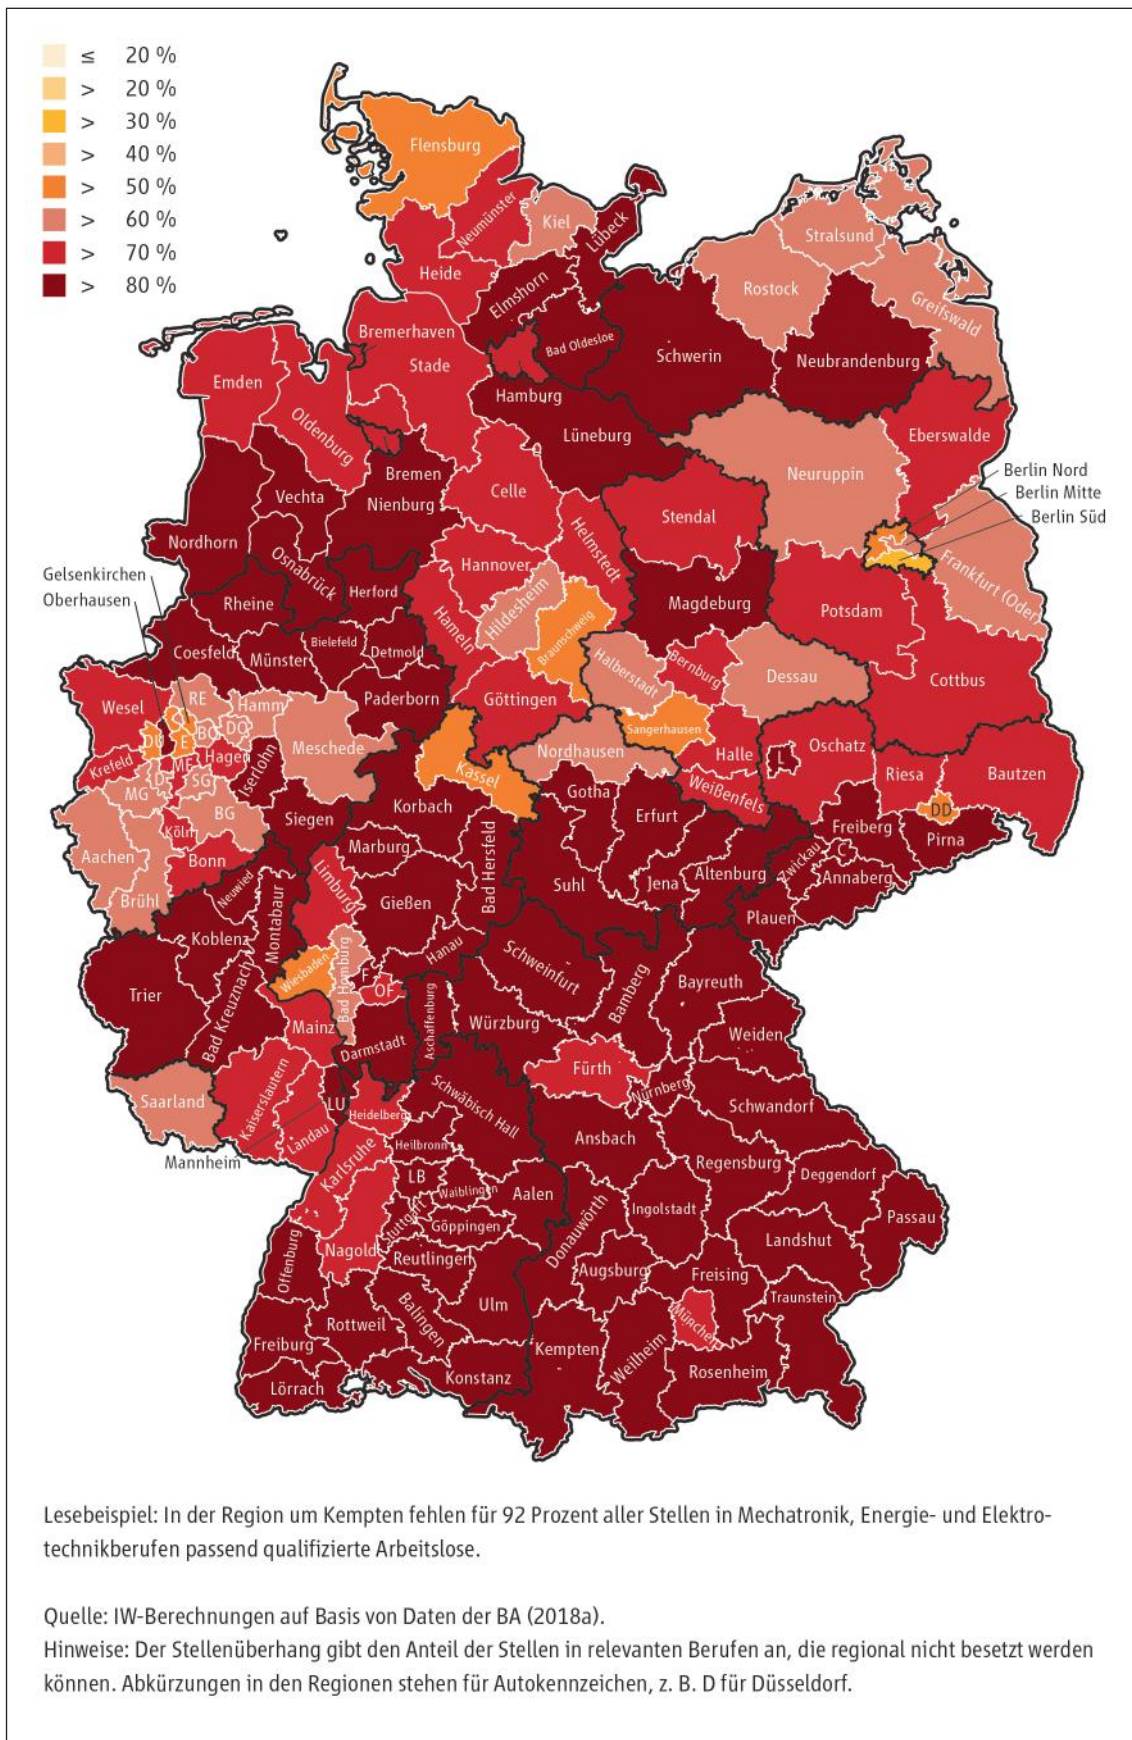 ≤ 20 %
> 20 %
> 30 %
> 40 %
> 50 %
> 60 %
> 70 %
> 80 %
Flensburg
Neumünster
Kiel
Lübeck
Heide
Elmshorn
Stralsund
Rostock
Greifswald
Bremerhaven
Stade
Bad Oldesloe
Schwerin
Neubrandenburg
Emden
Oldenburg
Hamburg
Lüneburg
Eberswalde
Bremen
Neuruppin
Berlin Nord
Berlin Mitte
Berlin Süd
Vechta
Nienburg
Celle
Stendal
Nordhorn
Osnabrück
Hannover
Helmstedt
Frankfurt (Oder)
Gelsenkirchen
Oberhausen
Rheine
Herford
Hildesheim
Magdeburg
Potsdam
Hameln
Braunschweig
Coesfeld
Münster
Bielefeld
Detmold
Halberstadt
Bernburg
Dessau
Cottbus
Wesel
RE
Hamm
Paderborn
Göttingen
DU
E
BO
DO
Meschede
Sangerhausen
Krefeld
ME
Hagen
Iserlohn
Kassel
Nordhausen
Halle
L
Oschatz
Riesa
Bautzen
MG
D
SG
BG
Siegen
Korbach
Gotha
Erfurt
Weißenfels
DD
Aachen
Köln
Bonn
Marburg
Bad Hersfeld
Freiberg
Pirna
Brühl
Neuwied
Limburg
Gießen
Suhl
Jena
Altenburg
Zwickau
Annaberg
Plauen
Koblenz
Montabaur
Hanau
Schweinfurt
Trier
Bad Kreuznach
Wiesbaden
Bad Homburg
F
OF
Aschaffenburg
Bamberg
Bayreuth
Mainz
Würzburg
Weiden
Darmstadt
Saarland
Kaiserslautern
Landau
LU
Heidelberg
Schwäbisch Hall
Fürth
Nürnberg
Schwandorf
Mannheim
Karlsruhe
Heilbronn
Ansbach
Regensburg
Deggendorf
LB
Waiblingen
Aalen
Donauwörth
Ingolstadt
Passau
Stuttgart
Göppingen
Landshut
Offenburg
Nagold
Reutlingen
Augsburg
Freising
Traunstein
Balingen
Ulm
Freiburg
Rottweil
Kempten
Weilheim
München
Rosenheim
Lörrach
Konstanz
Lesebeispiel: In der Region um Kempten fehlen für 92 Prozent aller Stellen in Mechatronik, Energie- und Elektro-
technikberufen passend qualifizierte Arbeitslose.
Quelle: IW-Berechnungen auf Basis von Daten der BA (2018a).
Hinweise: Der Stellenüberhang gibt den Anteil der Stellen in relevanten Berufen an, die regional nicht besetzt werden
können. Abkürzungen in den Regionen stehen für Autokennzeichen, z. B. D für Düsseldorf.